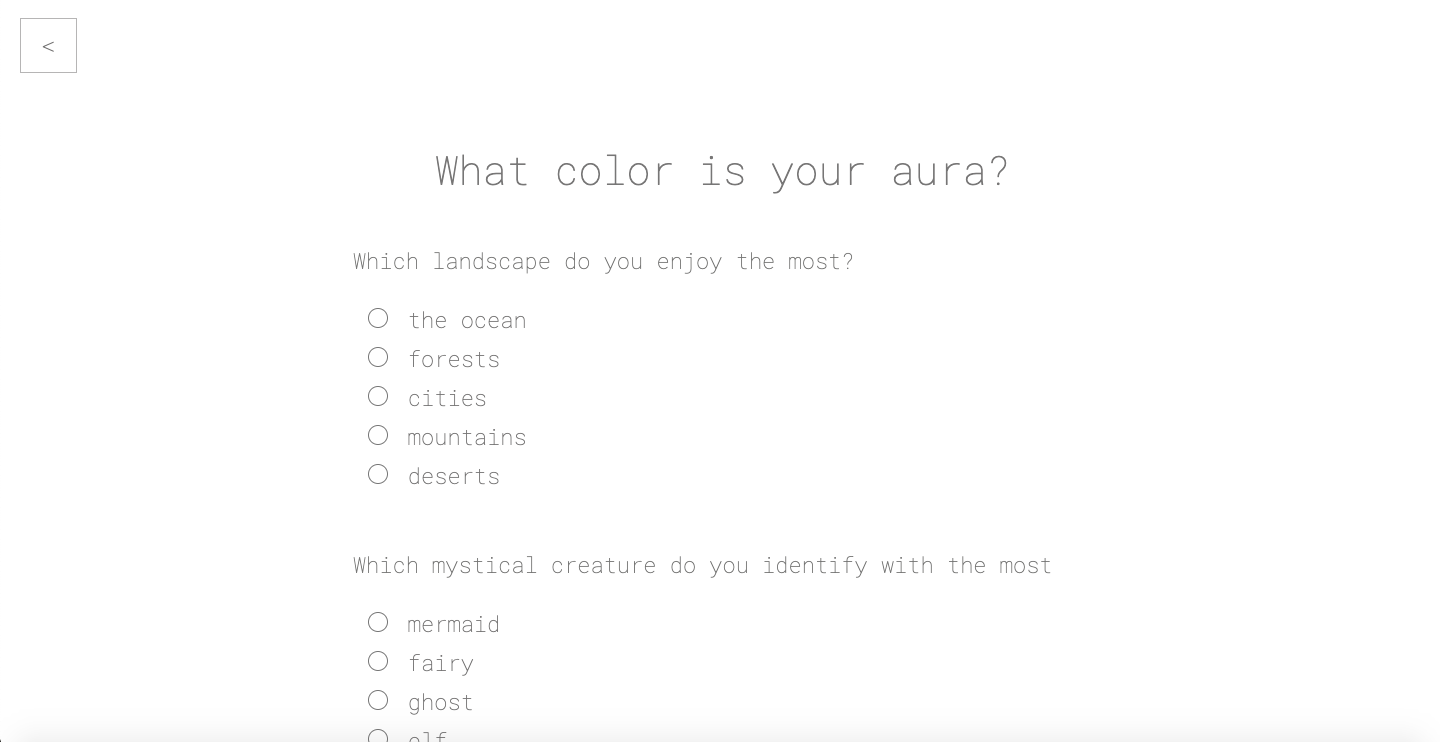 <
What color is your aura?
Which landscape do you enjoy the most?
the ocean
forests
cities
mountains
deserts
Which mystical creature do you identify with the most
mermaid
fairy
ghost
elf